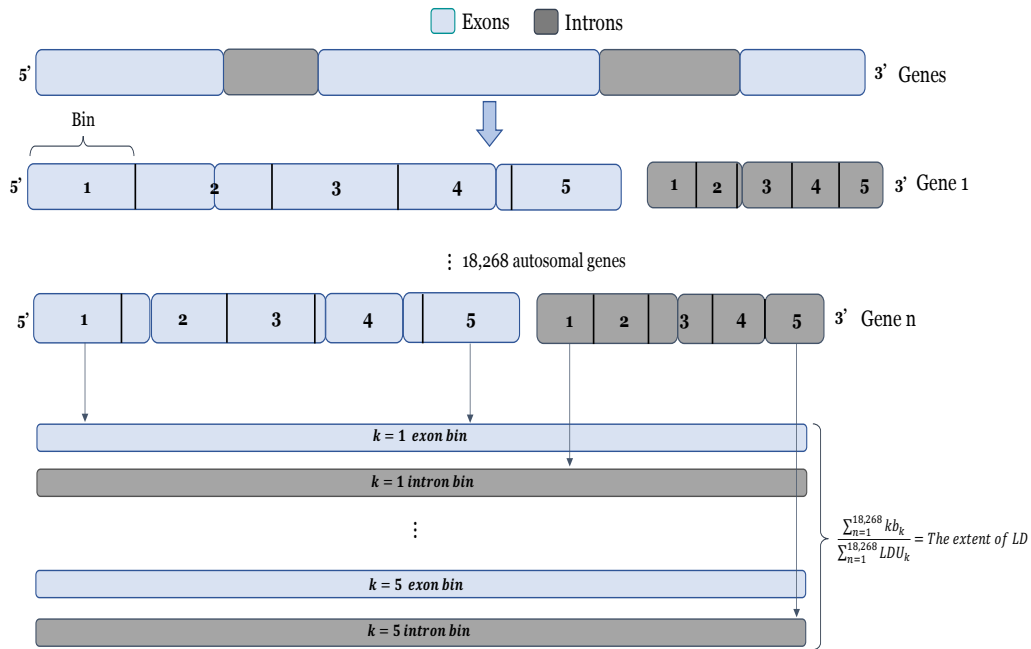 Exons Introns
5’ 3’ Genes
Bin
5’ 1 2 3 4 5 1 2 3 4 5 3’ Gene 1
⋮ 18,268 autosomal genes
5’ 1 2 3 4 5 1 2 3 4 5 3’ Gene n
k = 1 exon bin
k = 1 intron bin
⋮
k = 5 exon bin
k = 5 intron bin
∑_{n=1}^{18,268} kb_k / ∑_{n=1}^{18,268} LDU_k = The extent of LD